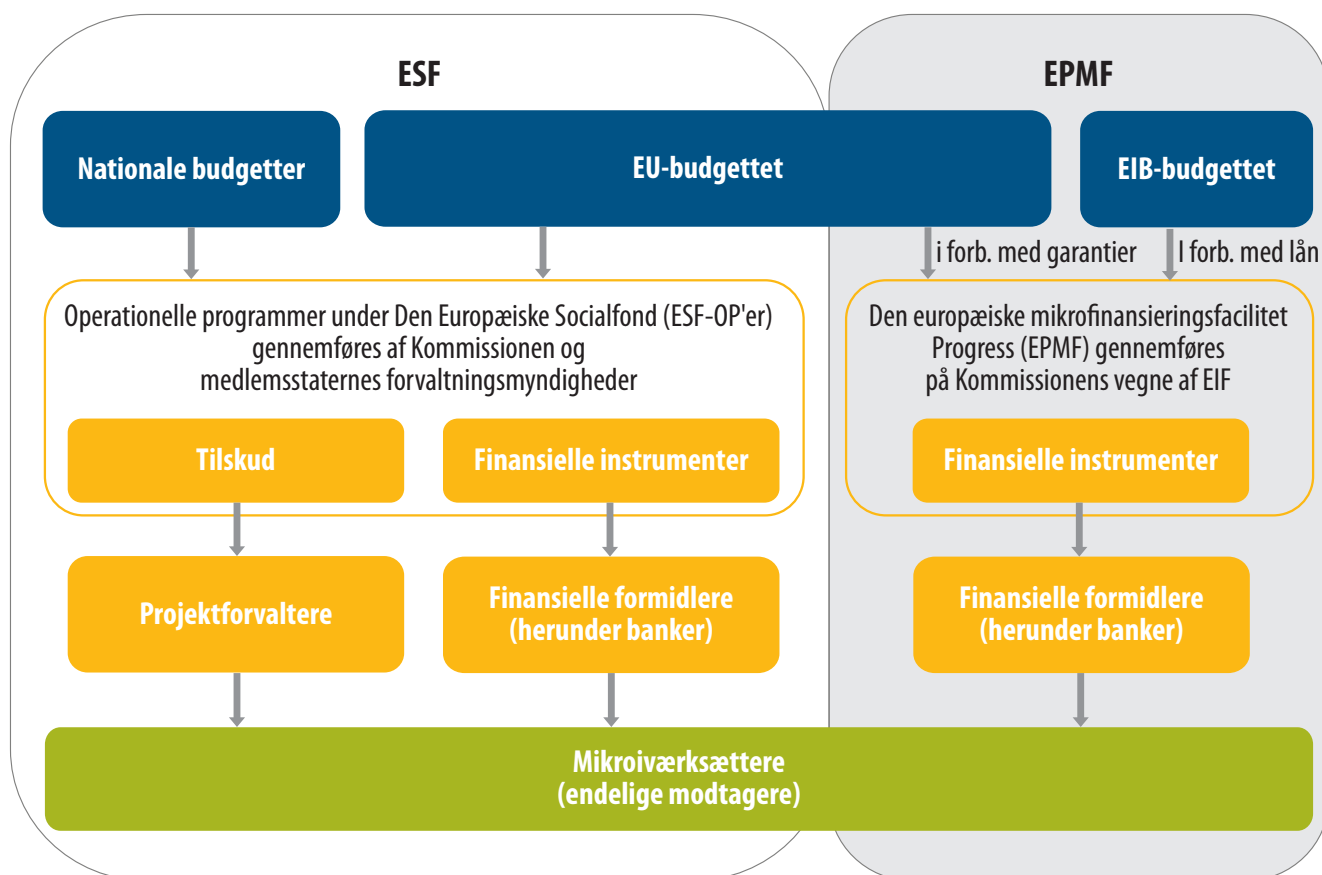 ESF
EPMF
Nationale budgetter
EU-budgettet
EIB-budgettet
i forb. med garantier
I forb. med lån
Operationelle programmer under Den Europæiske Socialfond (ESF-OP'er)
gennemføres af Kommissionen og
medlemsstaternes forvaltningsmyndigheder
Den europæiske mikrofinansieringsfacilitet
Progress (EPMF) gennemføres
på Kommissionens vegne af EIF
Tilskud
Finansielle instrumenter
Finansielle instrumenter
Projektforvaltere
Finansielle formidlere
(herunder banker)
Finansielle formidlere
(herunder banker)
Mikroiværksættere
(endelige modtagere)